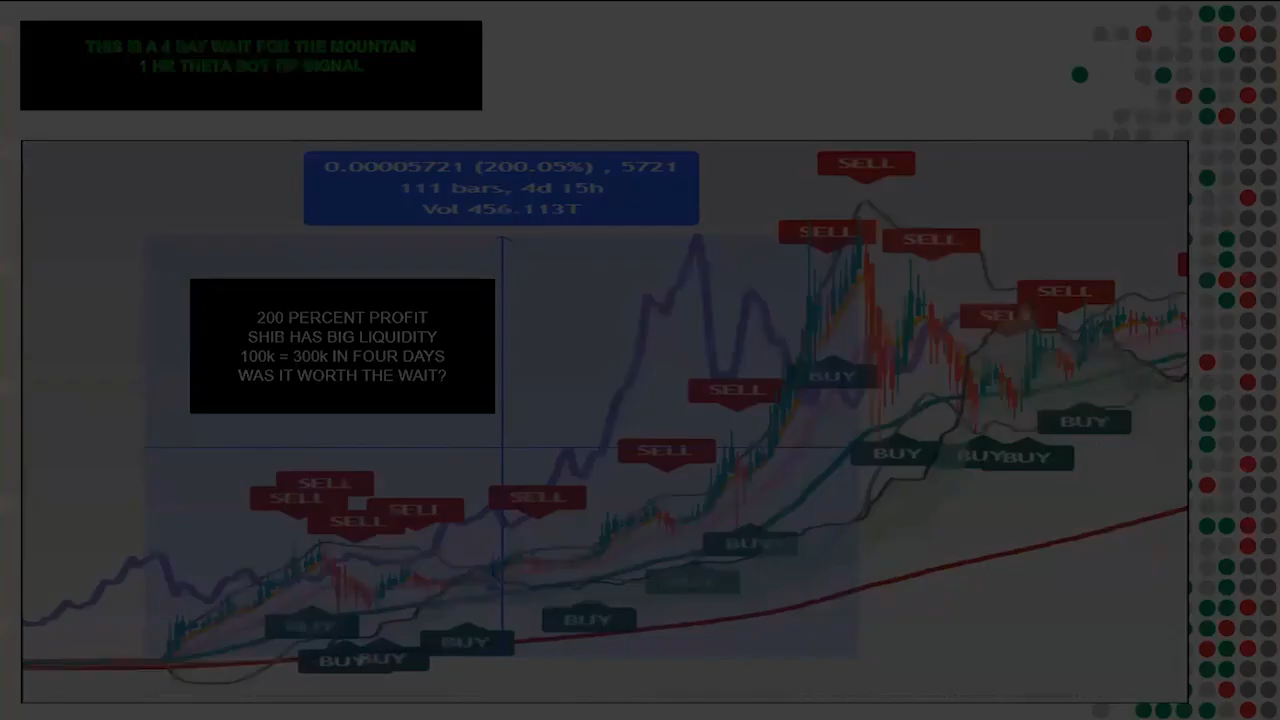 THIS IS A 4 DAY WAIT FOR THE MOUNTAIN
1 HR THETA BOT TIP SIGNAL
0.00005721 (200.05%) , 5721
111 bars, 4d 15h
Vol 456.113T
200 PERCENT PROFIT
SHIB HAS BIG LIQUIDITY
100k = 300k IN FOUR DAYS
WAS IT WORTH THE WAIT?
SELL
SELL
SELL
SELL
SELL
BUY
SELL
BUY
SELL
BUY
BUY
BUY
SELL
SELL
SELL
SELL
BUY
BUY
BUY
BUY
BUY
BUY